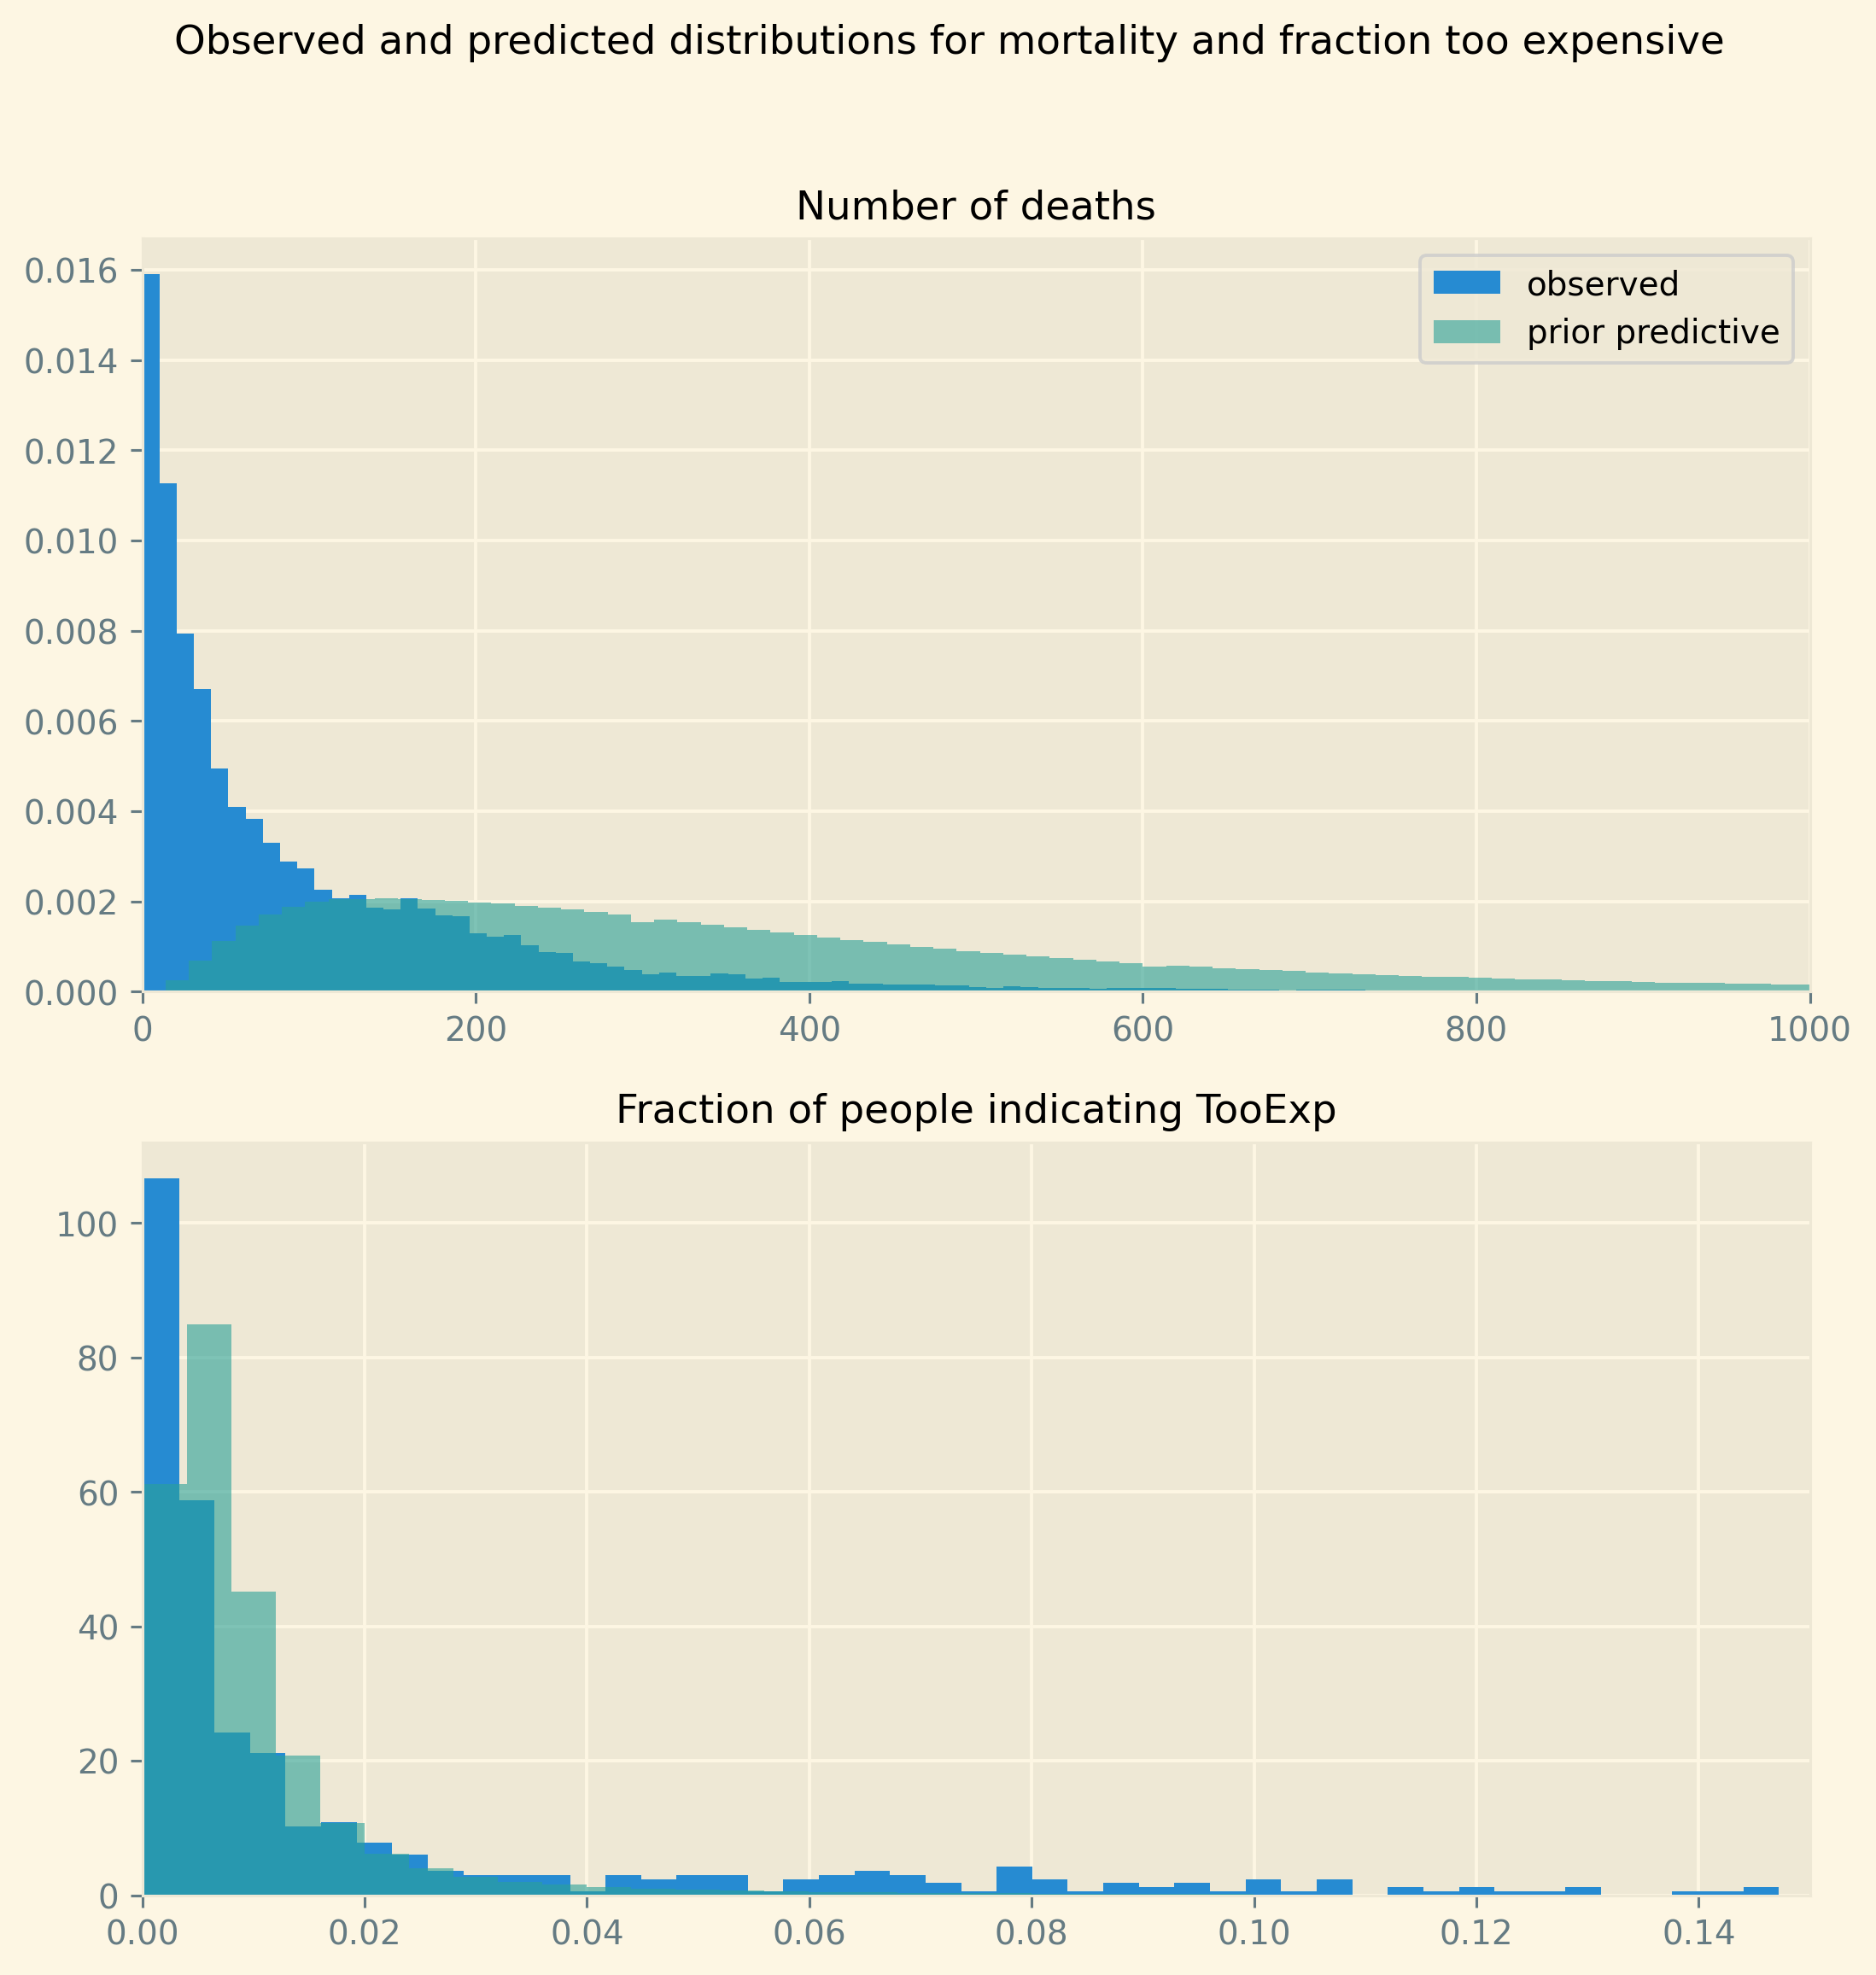 Observed and predicted distributions for mortality and fraction too expensive
Number of deaths
observed
prior predictive
0.016
0.014
0.012
0.010
0.008
0.006
0.004
0.002
0.000
0 200 400 600 800 1000
Fraction of people indicating TooExp
100
80
60
40
20
0
0.00 0.02 0.04 0.06 0.08 0.10 0.12 0.14